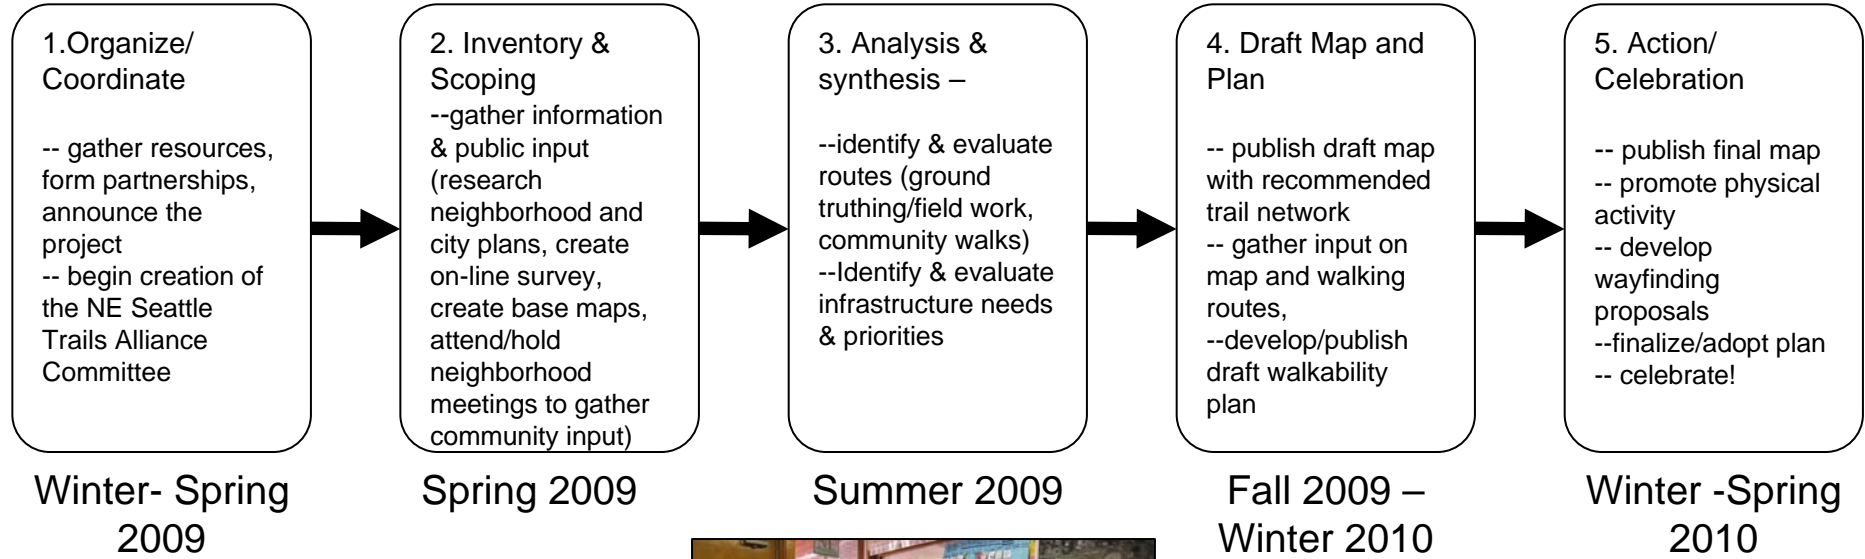 1.Organize/
Coordinate
-- gather resources,
form partnerships,
announce the
project
-- begin creation of
the NE Seattle
Trails Alliance
Committee
Winter- Spring
2009
2. Inventory &
Scoping
--gather information
& public input
(research
neighborhood and
city plans, create
on-line survey,
create base maps,
attend/hold
neighborhood
meetings to gather
community input)
Spring 2009
3. Analysis &
synthesis –
--identify & evaluate
routes (ground
truthing/field work,
community walks)
--Identify & evaluate
infrastructure needs
& priorities
Summer 2009
4. Draft Map and
Plan
-- publish draft map
with recommended
trail network
-- gather input on
map and walking
routes,
--develop/publish
draft walkability
plan
Fall 2009 –
Winter 2010
5. Action/
Celebration
-- publish final map
-- promote physical
activity
-- develop
wayfinding
proposals
--finalize/adopt plan
-- celebrate!
Winter -Spring
2010